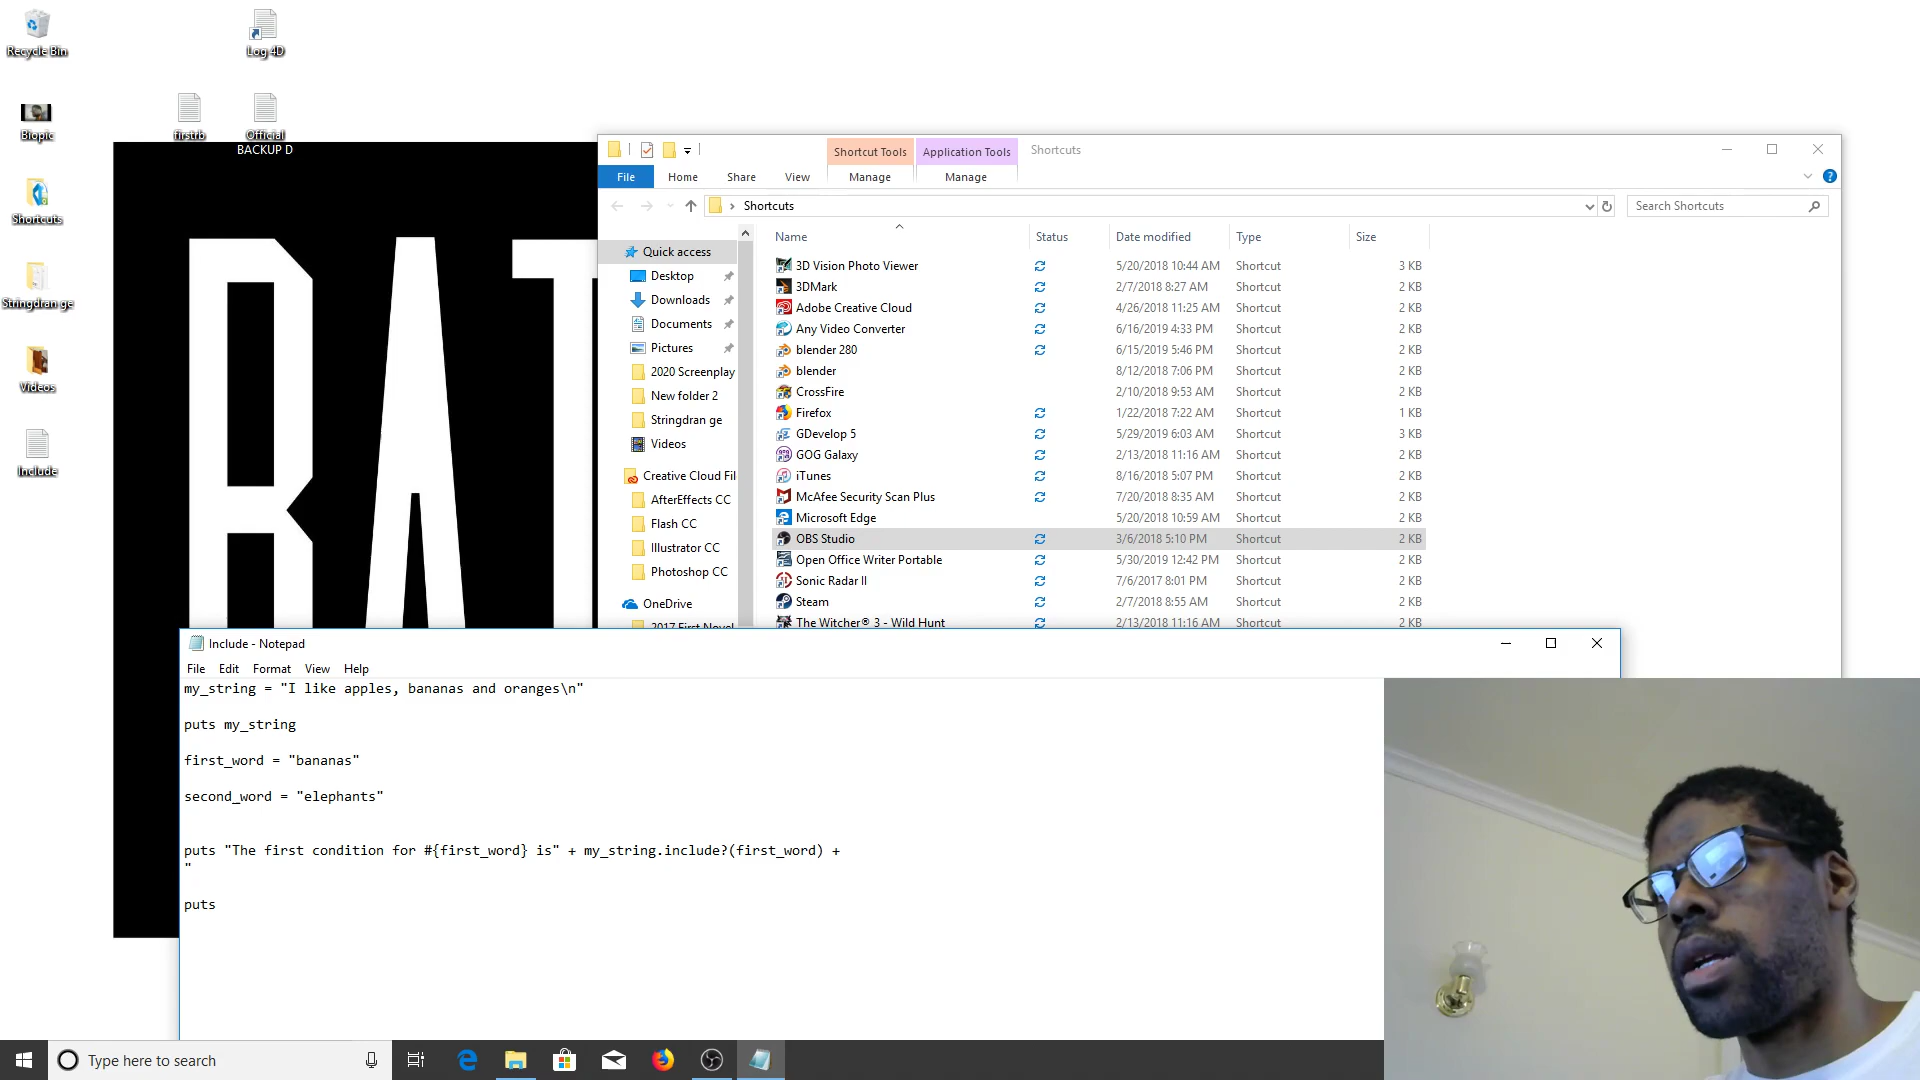 Recycle Bin
Log 4D
Biopic
firstrb
Official
BACKUP D
Shortcuts
Stringdran ge
Videos
Include
BAT
Shortcut Tools
Application Tools
Shortcuts
File
Home
Share
View
Manage
Manage
Shortcuts
Search Shortcuts
Quick access
Desktop
Downloads
Documents
Pictures
2020 Screenplay
New folder 2
Stringdran ge
Videos
Creative Cloud Fil
AfterEffects CC
Flash CC
Illustrator CC
Photoshop CC
OneDrive
2017 First Novel
Name Status Date modified Type Size
3D Vision Photo Viewer 5/20/2018 10:44 AM Shortcut 3 KB
3DMark 2/7/2018 8:27 AM Shortcut 2 KB
Adobe Creative Cloud 4/26/2018 11:25 AM Shortcut 2 KB
Any Video Converter 6/16/2019 4:33 PM Shortcut 2 KB
blender 280 6/15/2019 5:46 PM Shortcut 2 KB
blender 8/12/2018 7:06 PM Shortcut 2 KB
CrossFire 2/10/2018 9:53 AM Shortcut 2 KB
Firefox 1/22/2018 7:22 AM Shortcut 1 KB
GDevelop 5 5/29/2019 6:03 AM Shortcut 3 KB
GOG Galaxy 2/13/2018 11:16 AM Shortcut 2 KB
iTunes 8/16/2018 5:07 PM Shortcut 2 KB
McAfee Security Scan Plus 7/20/2018 8:35 AM Shortcut 2 KB
Microsoft Edge 5/20/2018 10:59 AM Shortcut 2 KB
OBS Studio 3/6/2018 5:10 PM Shortcut 2 KB
Open Office Writer Portable 5/30/2019 12:42 PM Shortcut 2 KB
Sonic Radar II 7/6/2017 8:01 PM Shortcut 2 KB
Steam 2/7/2018 8:55 AM Shortcut 2 KB
The Witcher® 3 - Wild Hunt 2/13/2018 11:16 AM Shortcut 2 KB
Include - Notepad
File Edit Format View Help
my_string = "I like apples, bananas and oranges\n"
puts my_string
first_word = "bananas"
second_word = "elephants"
puts "The first condition for #{first_word} is" + my_string.include?(first_word) +
"
puts
Type here to search